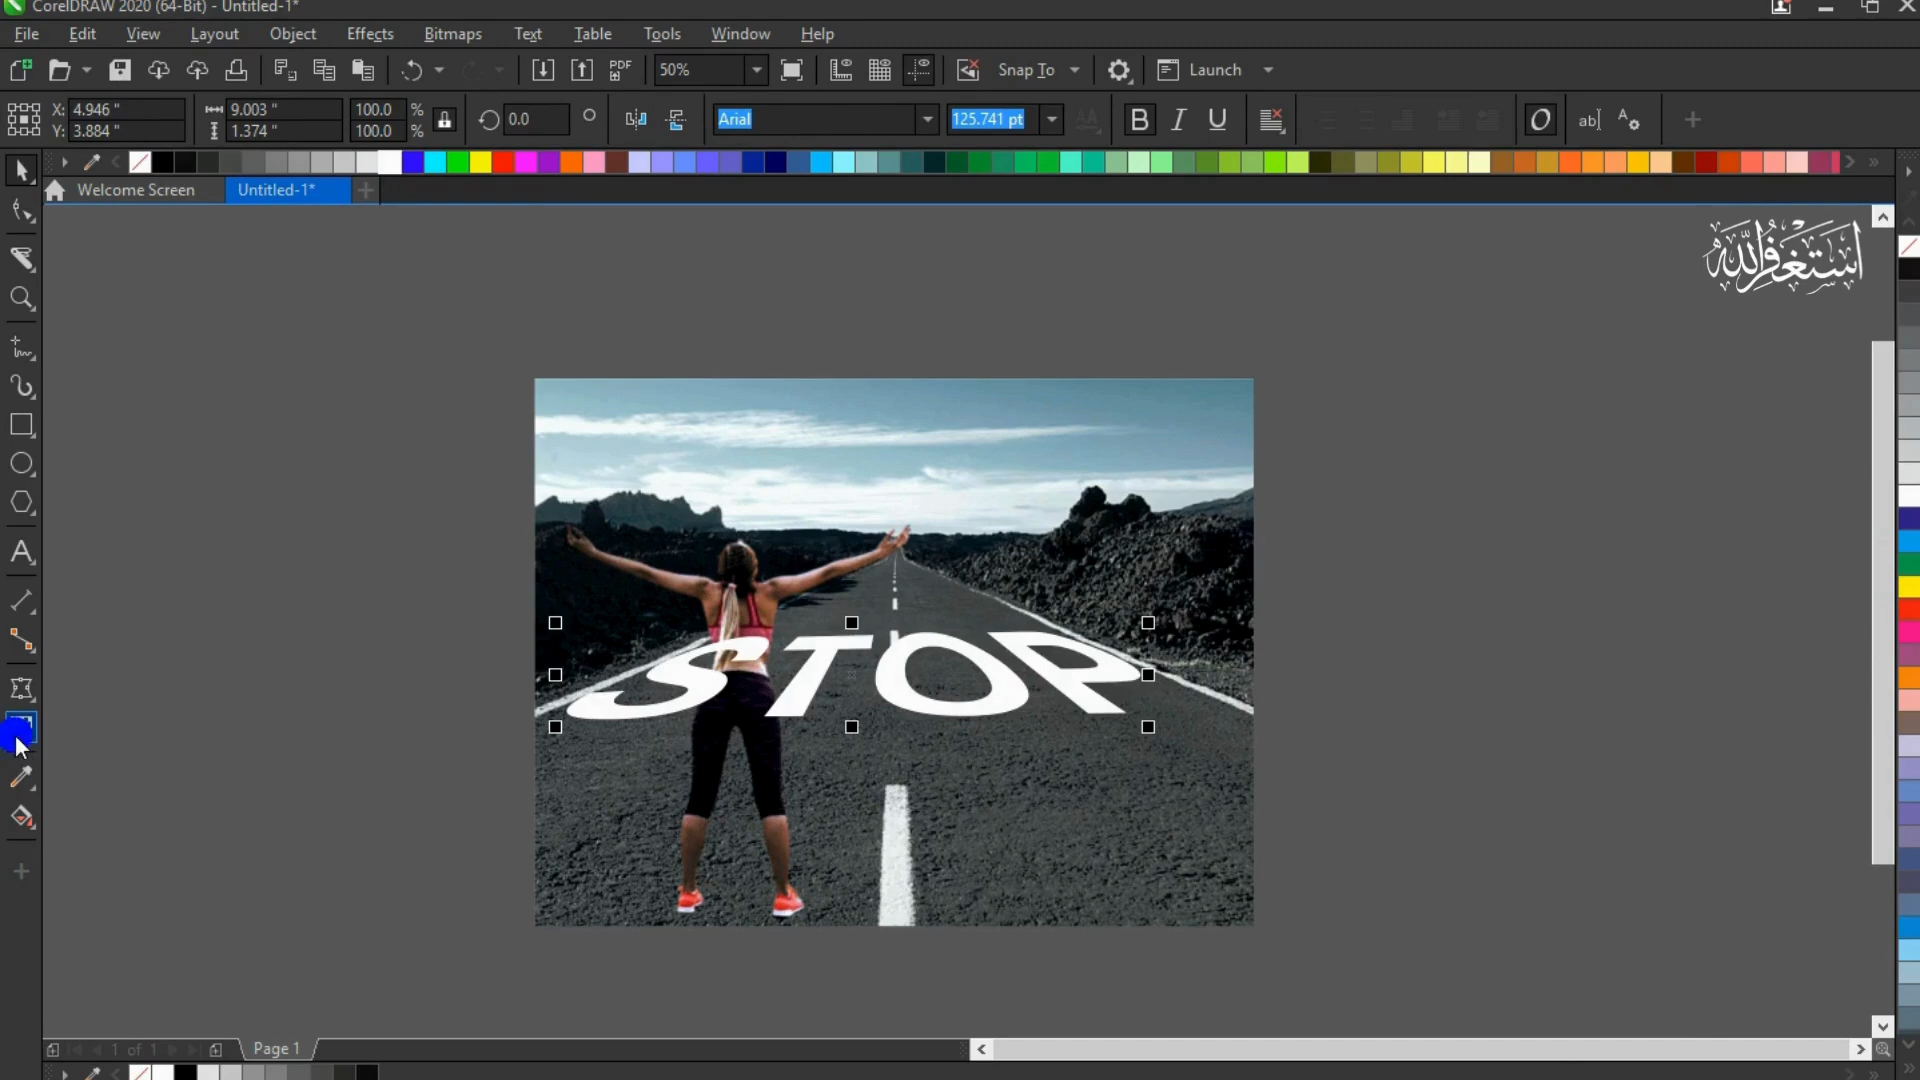 CorelDRAW 2020 (64-Bit) - Untitled-1*
File Edit View Layout Object Effects Bitmaps Text Table Tools Window Help
PDF 50% Snap To Launch
X: 4.946 " 9.003 " 100.0 % 0.0 Arial 125.741 pt
Y: 3.884 " 1.374 " 100.0 %
Welcome Screen Untitled-1*
أستغفر الله
STOP
1 of 1 Page 1